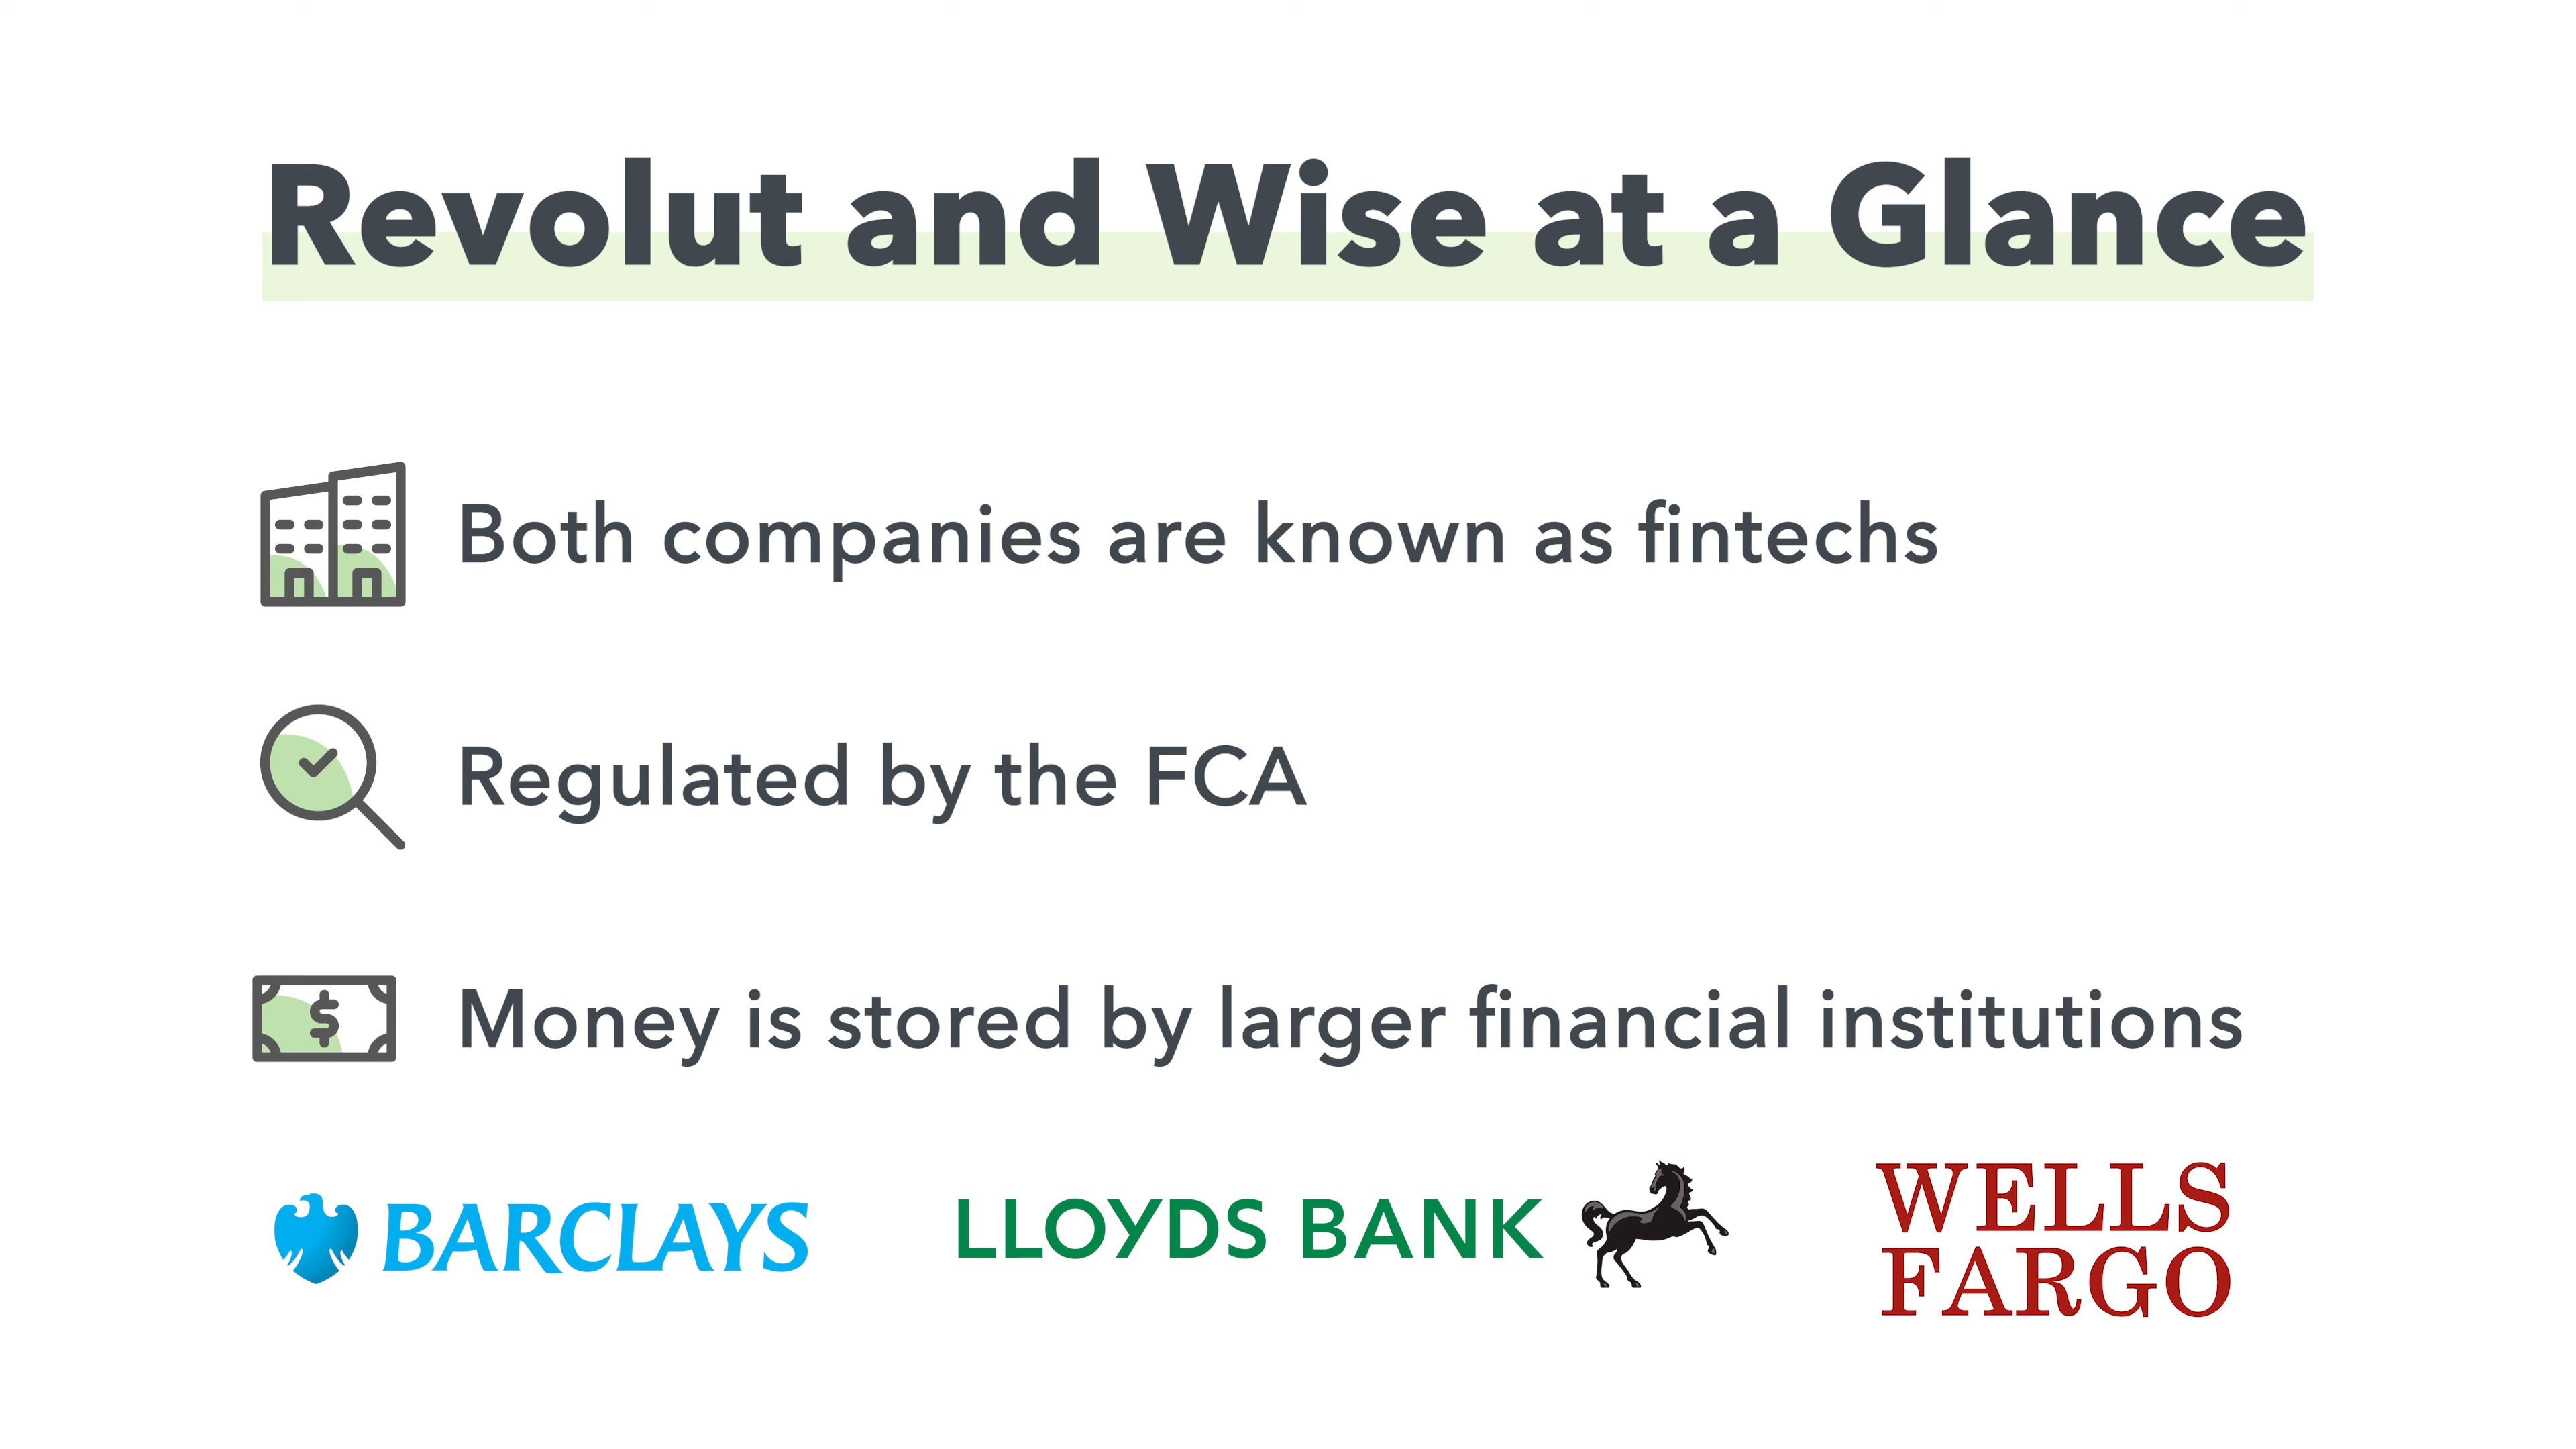 Revolut and Wise at a Glance
Both companies are known as fintechs
Regulated by the FCA
$
Money is stored by larger financial institutions
BARCLAYS
LLOYDS BANK
WELLS
FARGO